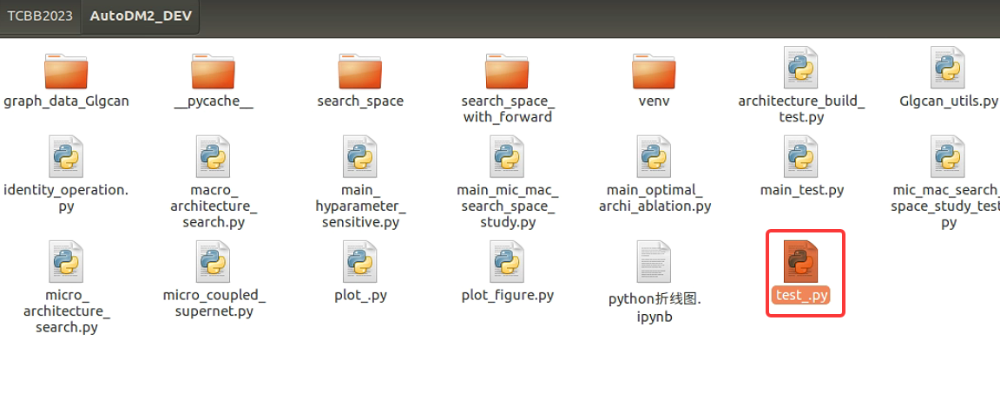 TCBB2023
AutoDM2_DEV
graph_data_Glgcan
__pycache__
search_space
search_space_
with_forward
venv
architecture_build_
test.py
Glgcan_utils.py
identity_operation.
py
macro_
architecture_
search.py
main_
hyparameter_
sensitive.py
main_mic_mac_
search_space_
study.py
main_optimal_
archi_ablation.py
main_test.py
mic_mac_search_
space_study_test
py
micro_
architecture_
search.py
micro_coupled_
supernet.py
plot_.py
plot_figure.py
python折线图.
ipynb
test_.py